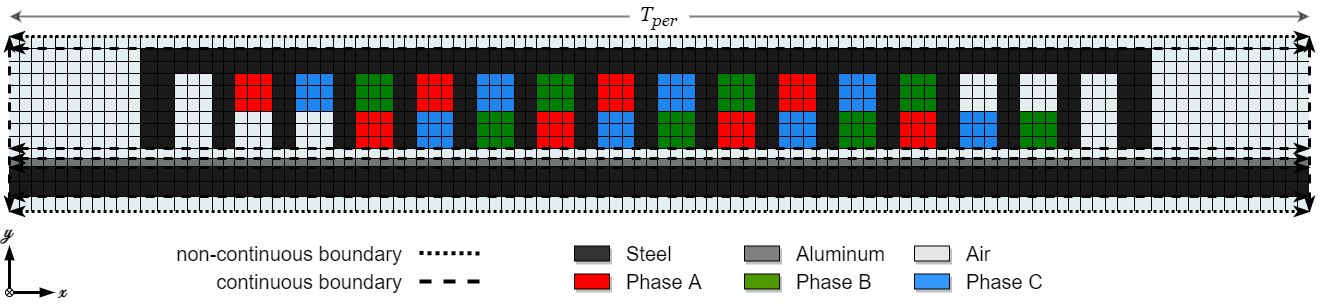 T_per
y
x
non-continuous boundary
continuous boundary
Steel
Aluminum
Air
Phase A
Phase B
Phase C